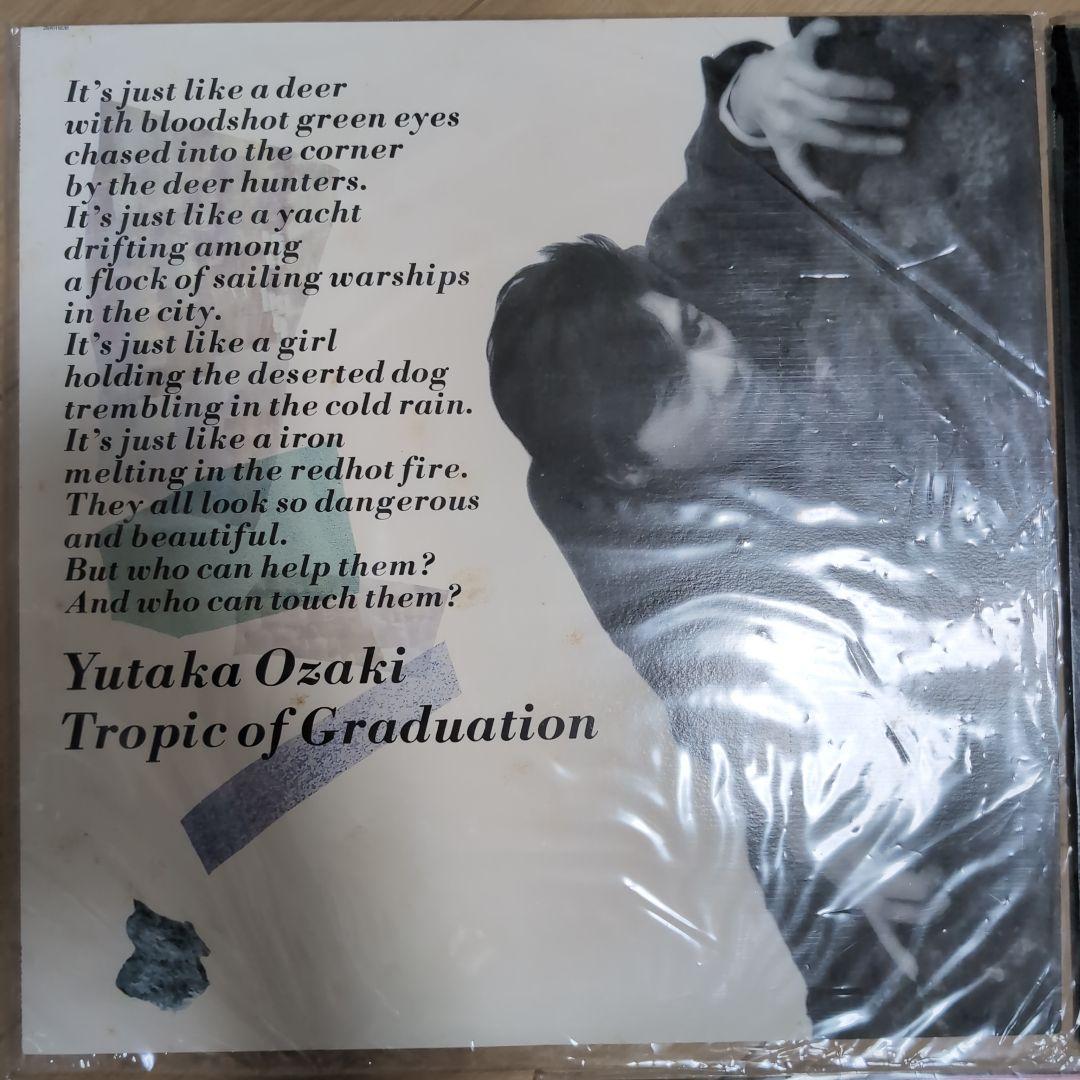 It's just like a deer
with bloodshot green eyes
chased into the corner
by the deer hunters.
It's just like a yacht
drifting among
a flock of sailing warships
in the city.
It's just like a girl
holding the deserted dog
trembling in the cold rain.
It's just like a iron
melting in the redhot fire.
They all look so dangerous
and beautiful.
But who can help them?
And who can touch them?
Yutaka Ozaki
Tropic of Graduation